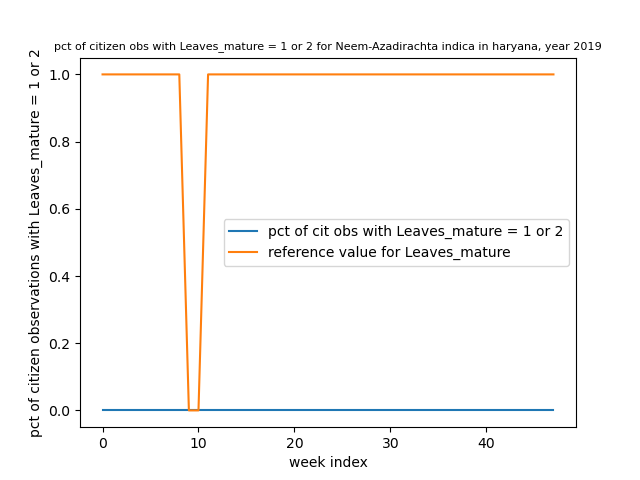 pct of citizen obs with Leaves_mature = 1 or 2 for Neem-Azadirachta indica in haryana, year 2019
pct of citizen observations with Leaves_mature = 1 or 2
1.0
0.8
0.6
0.4
0.2
0.0
pct of cit obs with Leaves_mature = 1 or 2
reference value for Leaves_mature
0 10 20 30 40
week index